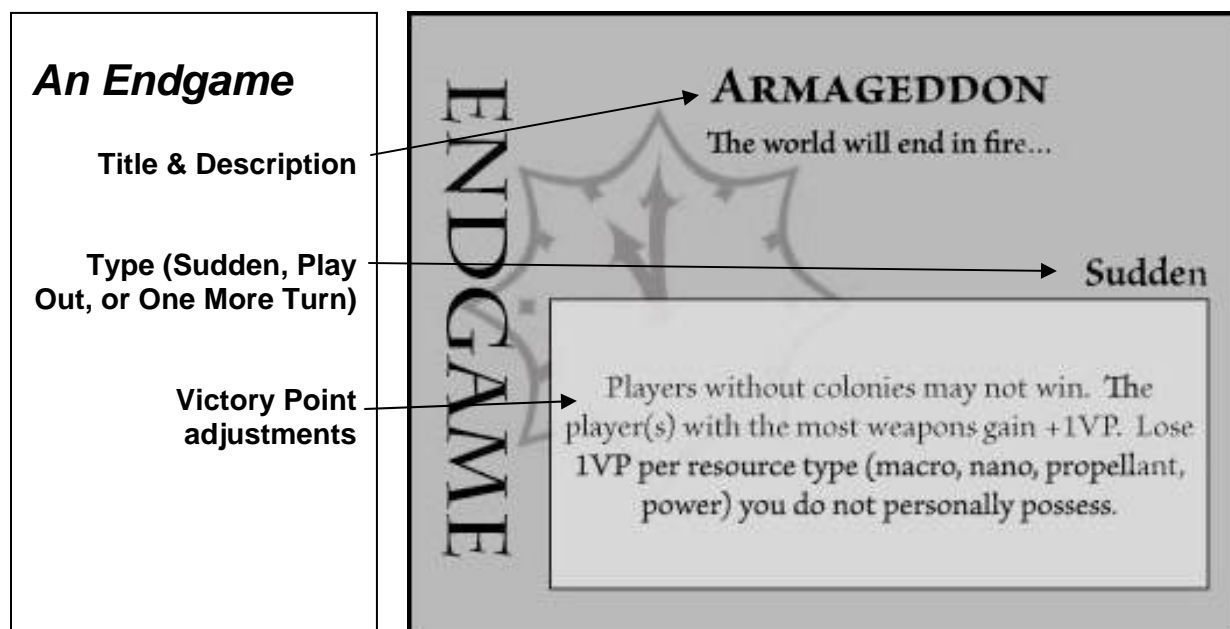 An Endgame
Title & Description
Type (Sudden, Play
Out, or One More Turn)
Victory Point
adjustments
ENDGAME
ARMAGEDDON
The world will end in fire...
Sudden
Players without colonies may not win. The
player(s) with the most weapons gain +1VP. Lose
1VP per resource type (macro, nano, propellant,
power) you do not personally possess.